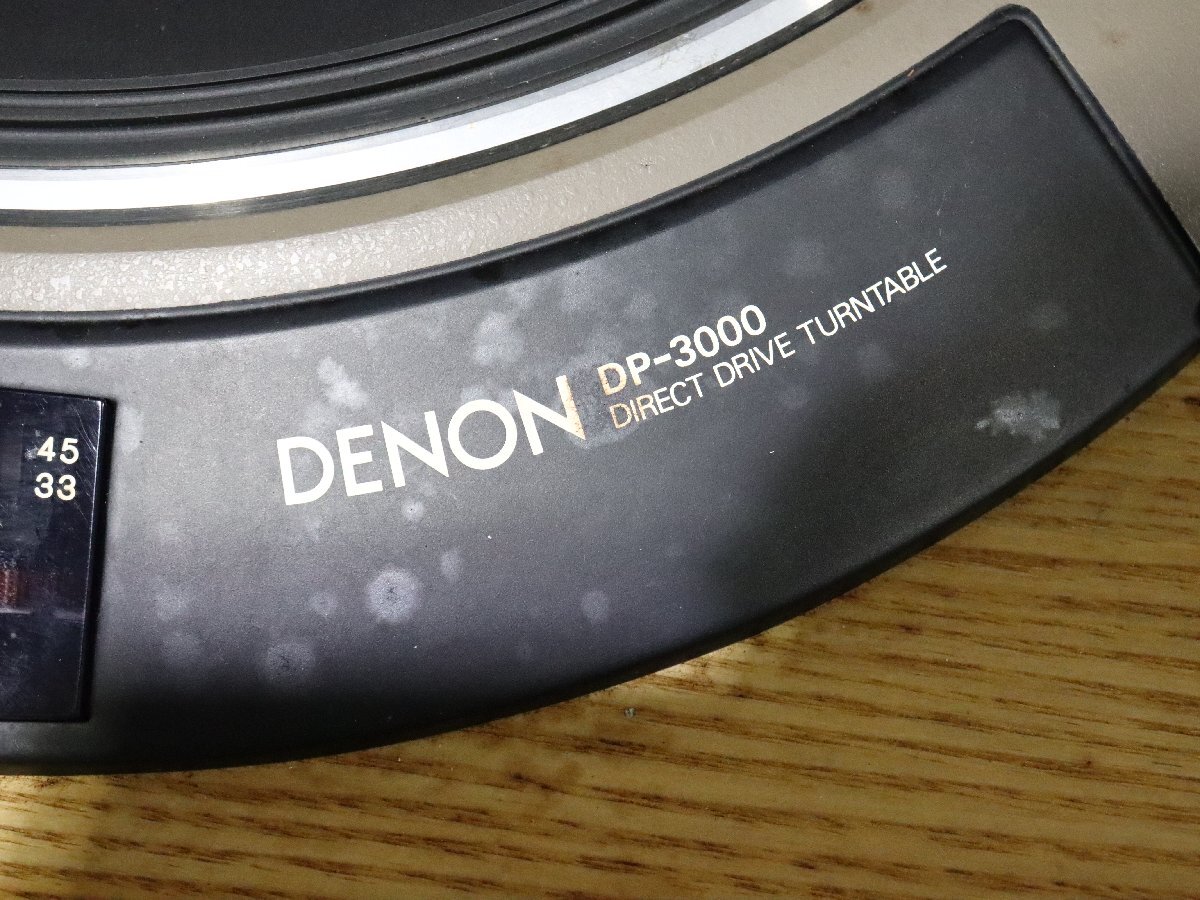 45
33
DENON
DP-3000
DIRECT DRIVE TURNTABLE